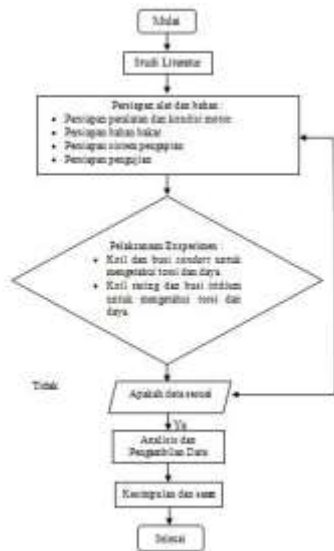 Mulai
Studi Literatur
Persiapan alat dan bahan
• Persiapan peralatan dan kondisi motor
• Persiapan bahan bakar
• Persiapan sistem pengapian
• Persiapan pengujian
Pelaksanaan Eksperimen
• Koil dan busi standart untuk
mengetahui torsi dan daya
• Koil racing dan busi iridium
untuk mengetahui torsi dan
daya
Tidak
Apakah data sesuai
Ya
Analisis dan
Pengambilan Data
Kesimpulan dan saran
Selesai